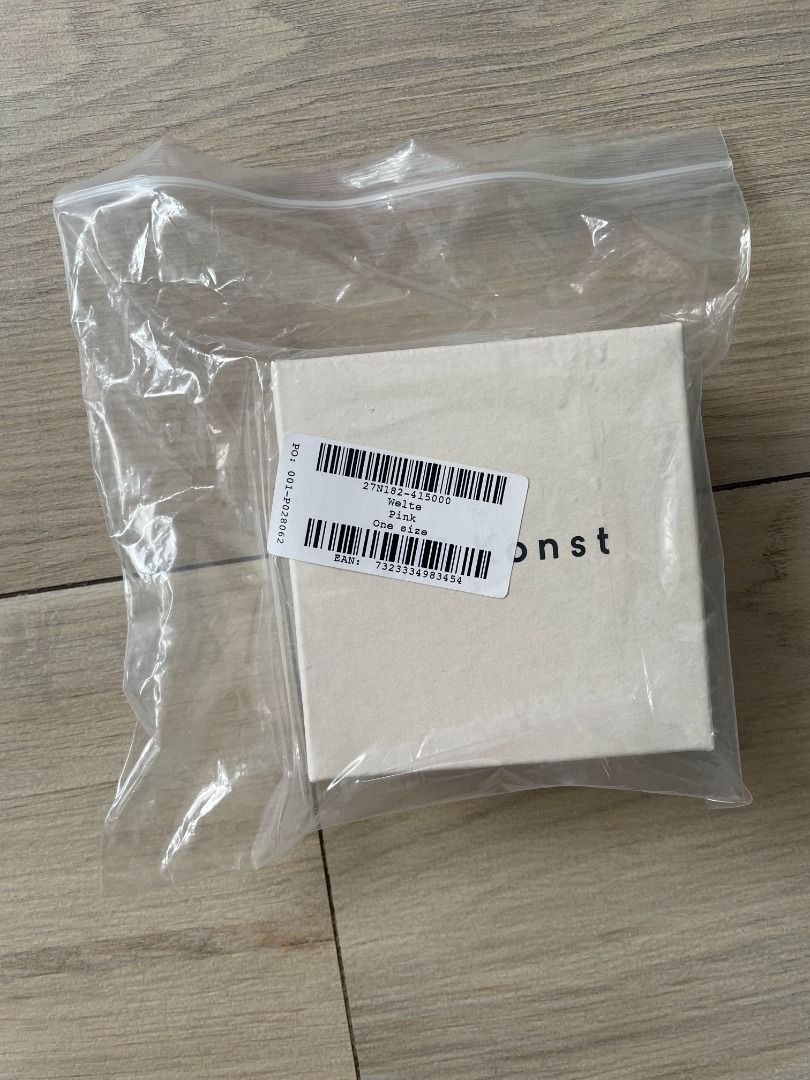 PO: 001-P028062
27N182-415000
Welte
Pink
One size
EAN: 7323334983454
onst